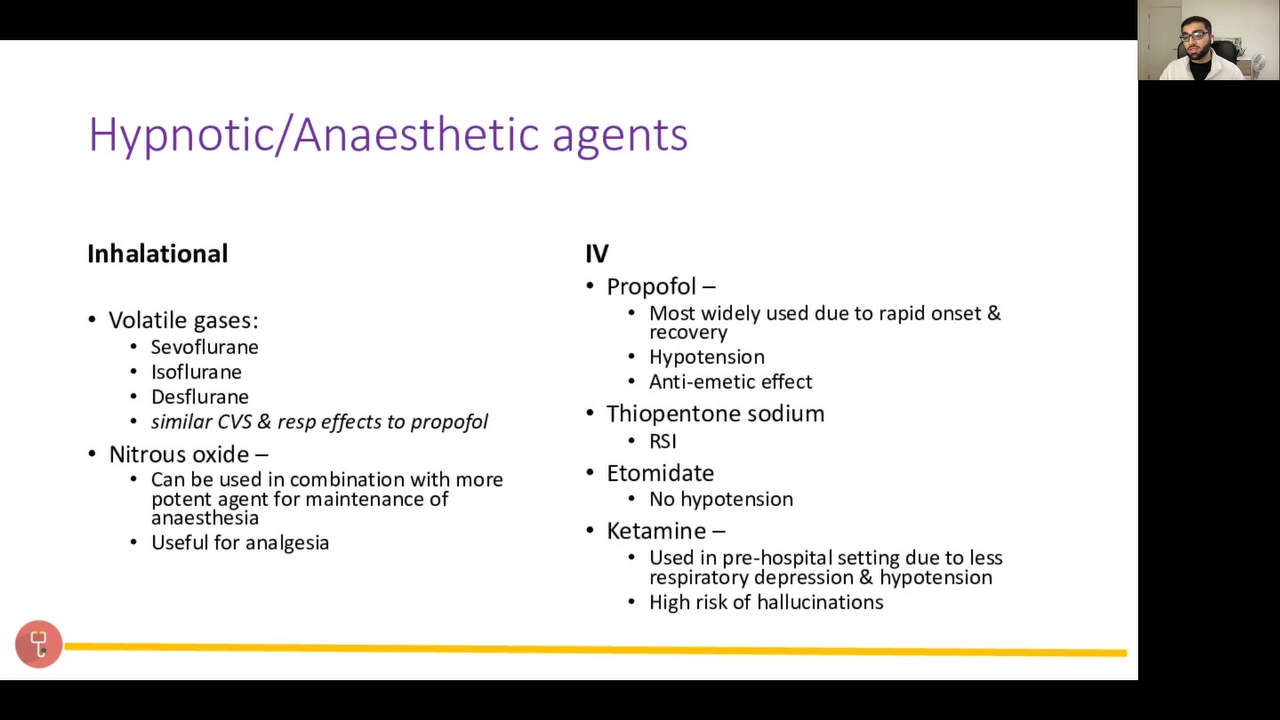 Hypnotic/Anaesthetic agents
Inhalational
• Volatile gases:
• Sevoflurane
• Isoflurane
• Desflurane
• similar CVS & resp effects to propofol
• Nitrous oxide –
• Can be used in combination with more
potent agent for maintenance of
anaesthesia
• Useful for analgesia
IV
• Propofol –
• Most widely used due to rapid onset &
recovery
• Hypotension
• Anti-emetic effect
• Thiopentone sodium
• RSI
• Etomidate
• No hypotension
• Ketamine –
• Used in pre-hospital setting due to less
respiratory depression & hypotension
• High risk of hallucinations